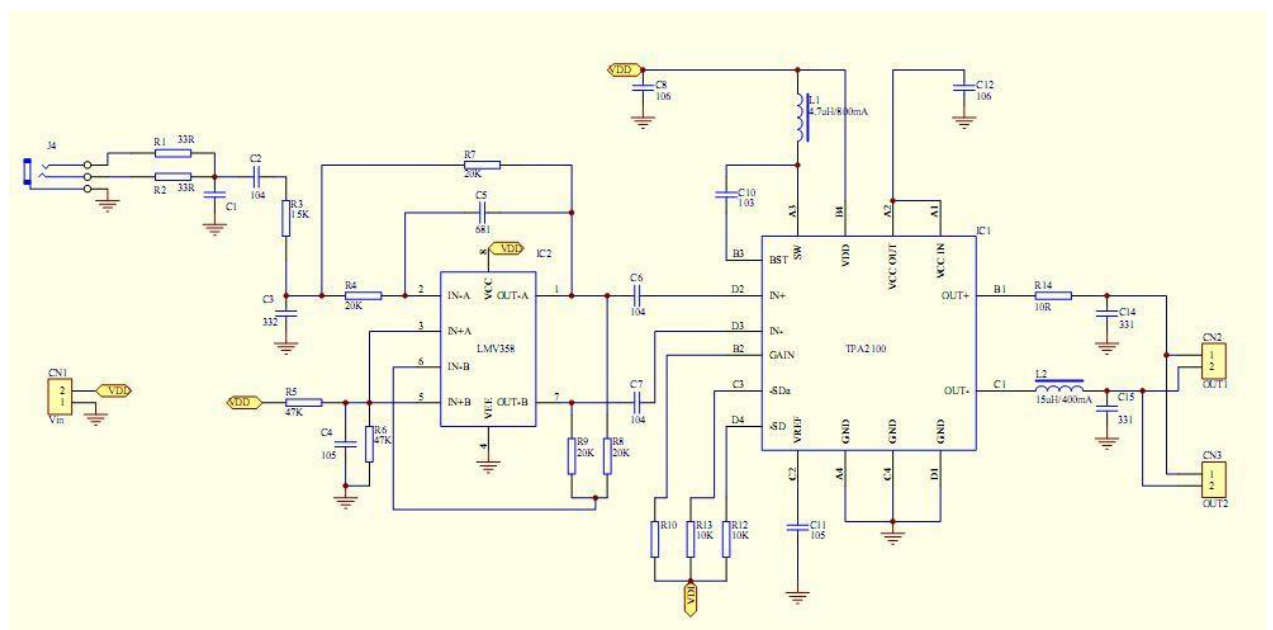 VDD
C8
106
L1
4.7uH/800mA
C12
106
J4
R1 33R
R2 33R
C1
C2
104
R3
15K
C3
332
R7
20K
C5
681
VDD
IC2
R4
20K
8
VCC
2 IN-A OUT-A 1
3 IN+A
LMV358
6 IN-B
5 IN+B OUT-B 7
VEE
4
C6
104
C7
104
R9
20K
R8
20K
CN1
2
1
Vin
VDD
VDD
R5
47K
C4
105
R6
47K
C10
103
A3 B4 A2 A1
IC1
SW VDD VCC OUT VCC IN
B3 BST
D2 IN+
D3 IN-
B2 GAIN
C3 -SDa
D4 -SD
TPA2100
OUT+ B1
OUT- C1
VREF GND GND GND
C2 A4 C4 D1
R10
R13
10K
R12
10K
VDD
C11
105
R14
10R
C14
331
L2
15uH/400mA
C15
331
CN2
1
2
OUT1
CN3
1
2
OUT2